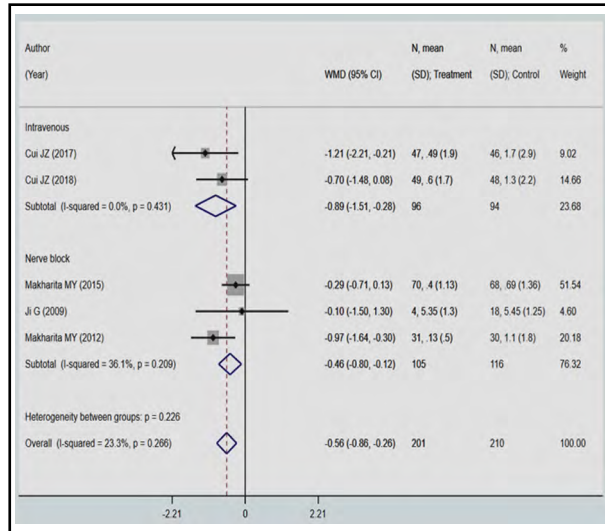 Author N, mean N, mean %
(Year) WMD (95% CI) (SD); Treatment (SD); Control Weight
Intravenous
Cui JZ (2017) -1.21 (-2.21, -0.21) 47, .49 (1.9) 46, 1.7 (2.9) 9.02
Cui JZ (2018) -0.70 (-1.48, 0.08) 49, .6 (1.7) 48, 1.3 (2.2) 14.66
Subtotal (I-squared = 0.0%, p = 0.431) -0.89 (-1.51, -0.28) 96 94 23.68
Nerve block
Makharita MY (2015) -0.29 (-0.71, 0.13) 70, .4 (1.13) 68, .69 (1.36) 51.54
Ji G (2009) -0.10 (-1.50, 1.30) 4, 5.35 (1.3) 18, 5.45 (1.25) 4.60
Makharita MY (2012) -0.97 (-1.64, -0.30) 31, .13 (.5) 30, 1.1 (1.8) 20.18
Subtotal (I-squared = 36.1%, p = 0.209) -0.46 (-0.80, -0.12) 105 116 76.32
Heterogeneity between groups: p = 0.226
Overall (I-squared = 23.3%, p = 0.266) -0.56 (-0.86, -0.26) 201 210 100.00
-2.21 0 2.21